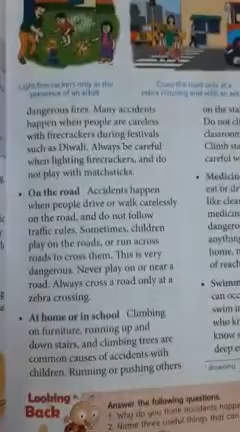 Light firecrackers only in the
presence of an adult
Cross the road only at a
zebra crossing and with an adu
dangerous fires. Many accidents
happen when people are careless
with firecrackers during festivals
such as Diwali. Always be careful
when lighting firecrackers, and do
not play with matchsticks.
• On the road Accidents happen
when people drive or walk carelessly
on the road, and do not follow
traffic rules. Sometimes, children
play on the roads, or run across
roads to cross them. This is very
dangerous. Never play on or near a
road. Always cross a road only at a
zebra crossing.
• At home or in school Climbing
on furniture, running up and
down stairs, and climbing trees are
common causes of accidents with
children. Running or pushing others
on the sta
Do not cli
classroom
Climb sta
careful w
• Medicin
eat or dr
like clea
medicin
dangero
anything
home, t
of reach
• Swimm
can occ
swim i
who k
know s
deep e
drowning
Looking
Back
Answer the following questions.
1. Why do you think accidents happe
2. Name three useful things that can